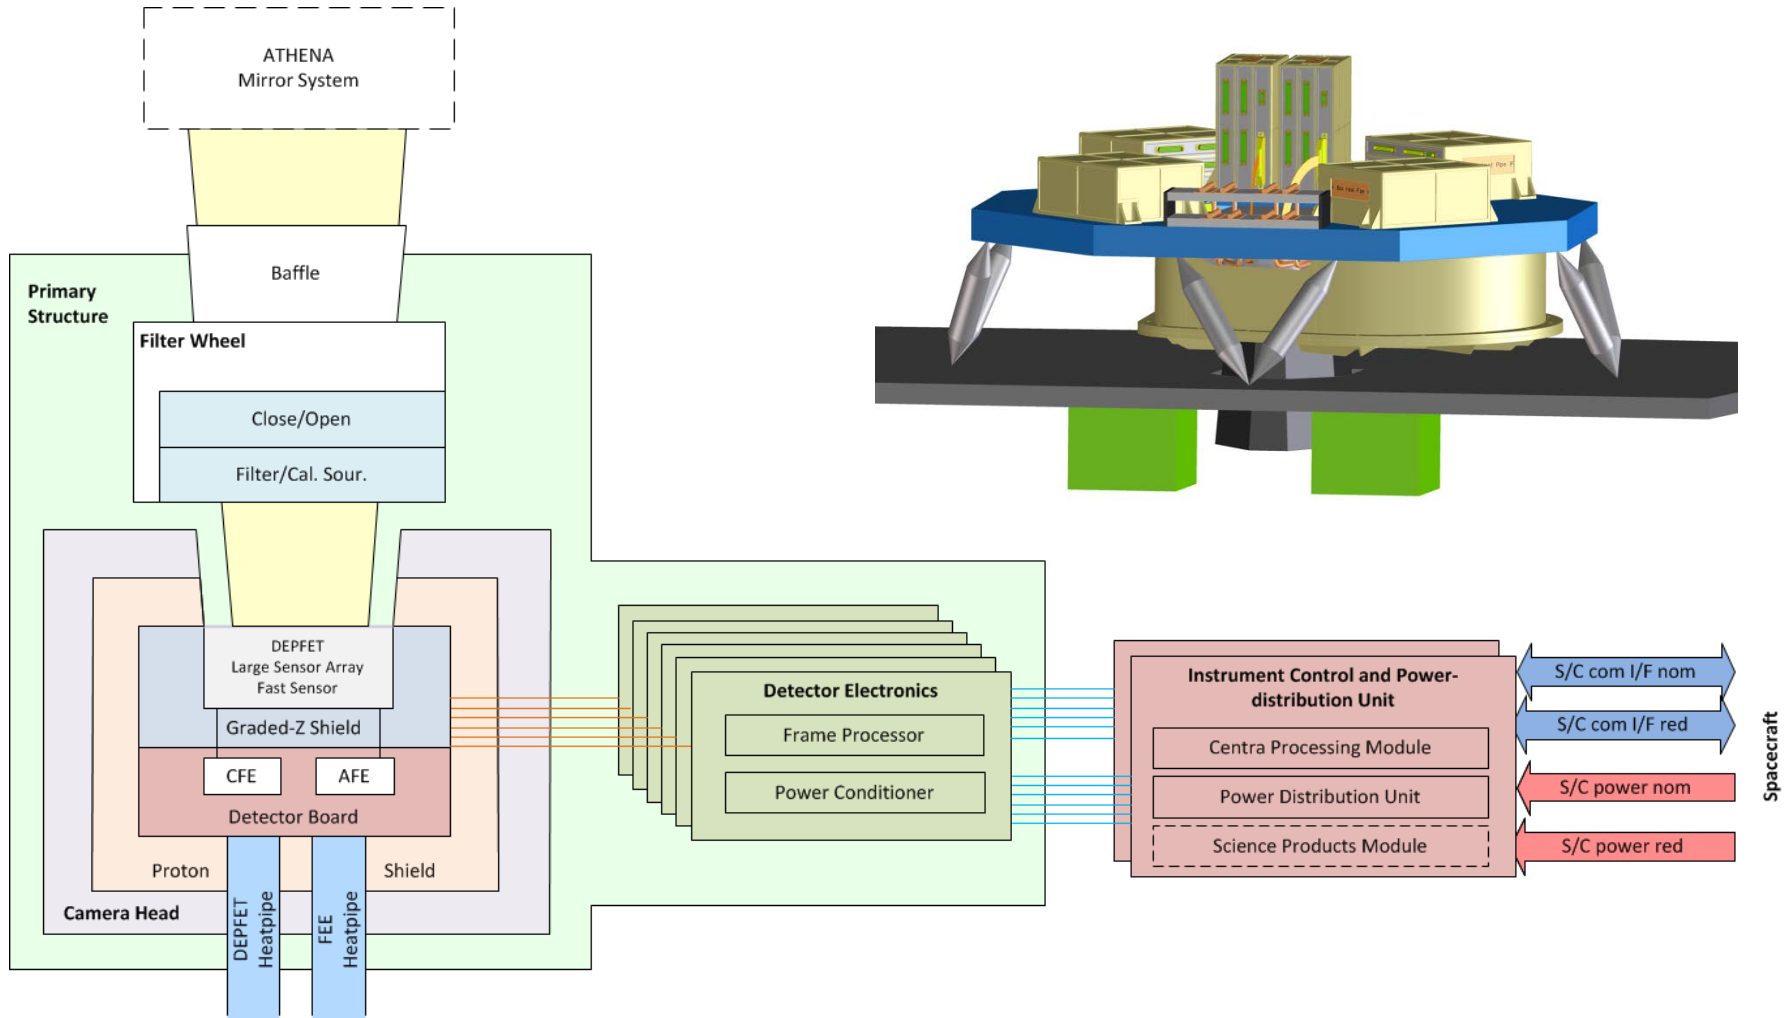 ATHENA
Mirror System
Baffle
Primary
Structure
Filter Wheel
Close/Open
Filter/Cal. Sour.
DEPFET
Large Sensor Array
Fast Sensor
Graded-Z Shield
CFE
AFE
Detector Board
Proton
Shield
Camera Head
DEPFET
Heatpipe
FEE
Heatpipe
Detector Electronics
Frame Processor
Power Conditioner
Instrument Control and Power-
distribution Unit
Centra Processing Module
Power Distribution Unit
Science Products Module
S/C com I/F nom
S/C com I/F red
S/C power nom
S/C power red
Spacecraft